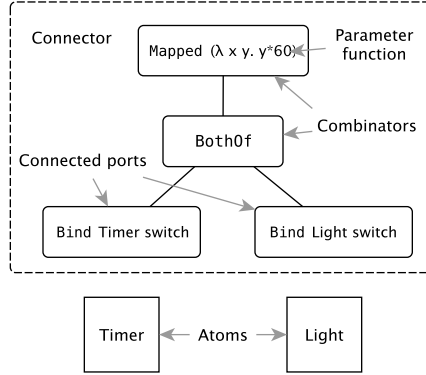 Connector
Mapped (λ x y. y*60)
Parameter
function
Combinators
BothOf
Connected ports
Bind Timer switch
Bind Light switch
Timer
Atoms
Light